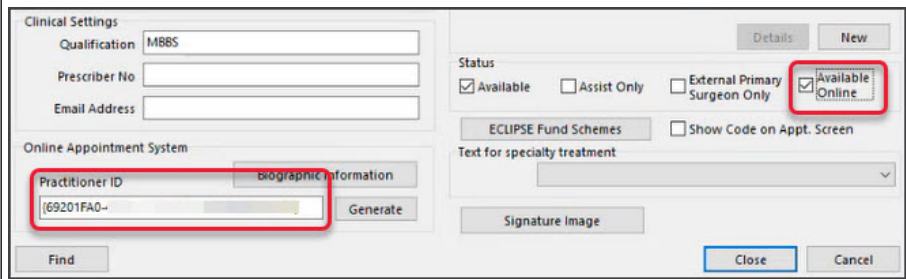 Clinical Settings
Qualification MBBS
Prescriber No
Email Address
Online Appointment System
Practitioner ID
Biographic Information
{69201FA0-
Generate
Find
Details New
Status
Available Assist Only External Primary
Surgeon Only
Available
Online
ECLIPSE Fund Schemes Show Code on Appt. Screen
Text for specialty treatment
Signature Image
Close Cancel